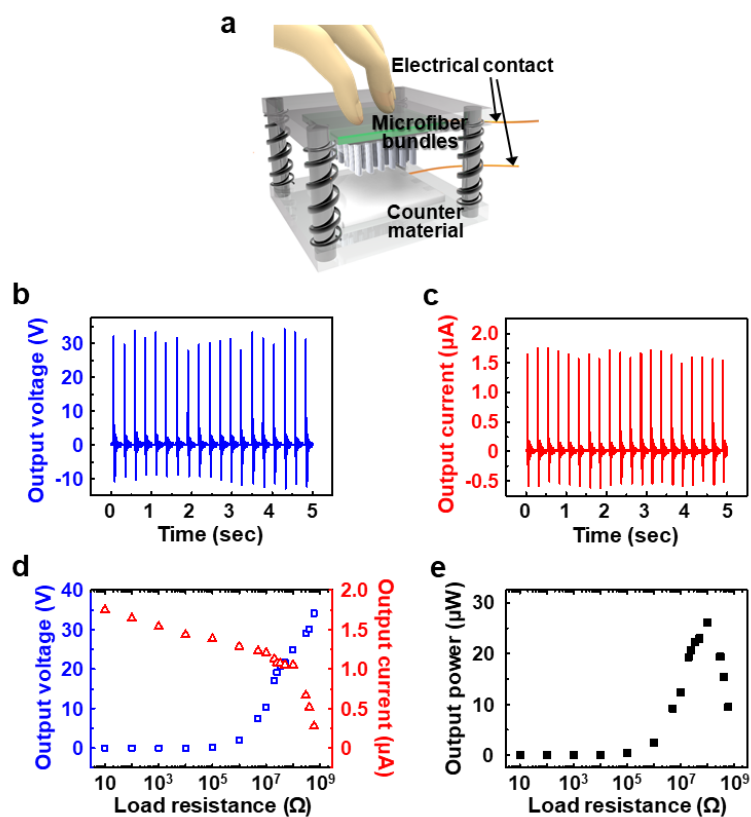 a
Electrical contact
Microfiber
bundles
Counter
material
b
Output voltage (V)
30
20
10
0
-10
0 1 2 3 4 5
Time (sec)
c
Output current (μA)
2.0
1.5
1.0
0.5
0
-0.5
0 1 2 3 4 5
Time (sec)
d
Output voltage (V)
40
30
20
10
0
2.0
1.5
1.0
0.5
0
Output current (μA)
10 10³ 10⁵ 10⁷ 10⁹
Load resistance (Ω)
e
Output power (μW)
30
20
10
0
10 10³ 10⁵ 10⁷ 10⁹
Load resistance (Ω)